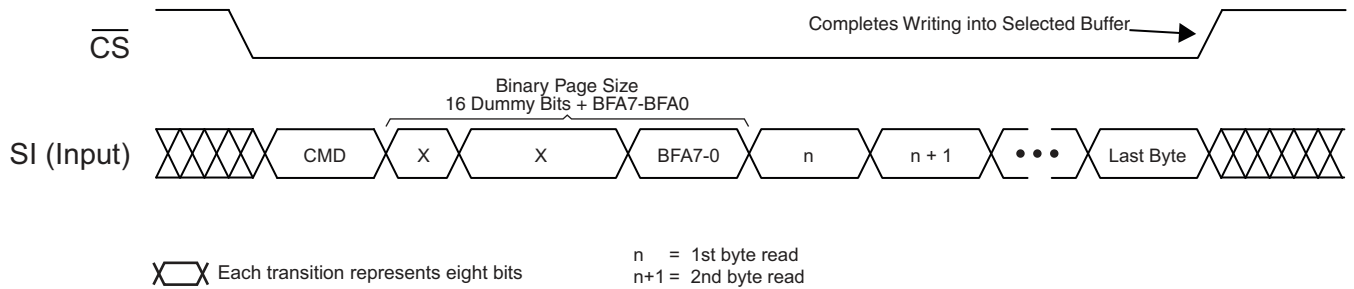 CS
Completes Writing into Selected Buffer
Binary Page Size
16 Dummy Bits + BFA7-BFA0
SI (Input)
CMD X X BFA7-0 n n + 1 ••• Last Byte
Each transition represents eight bits
n = 1st byte read
n+1 = 2nd byte read